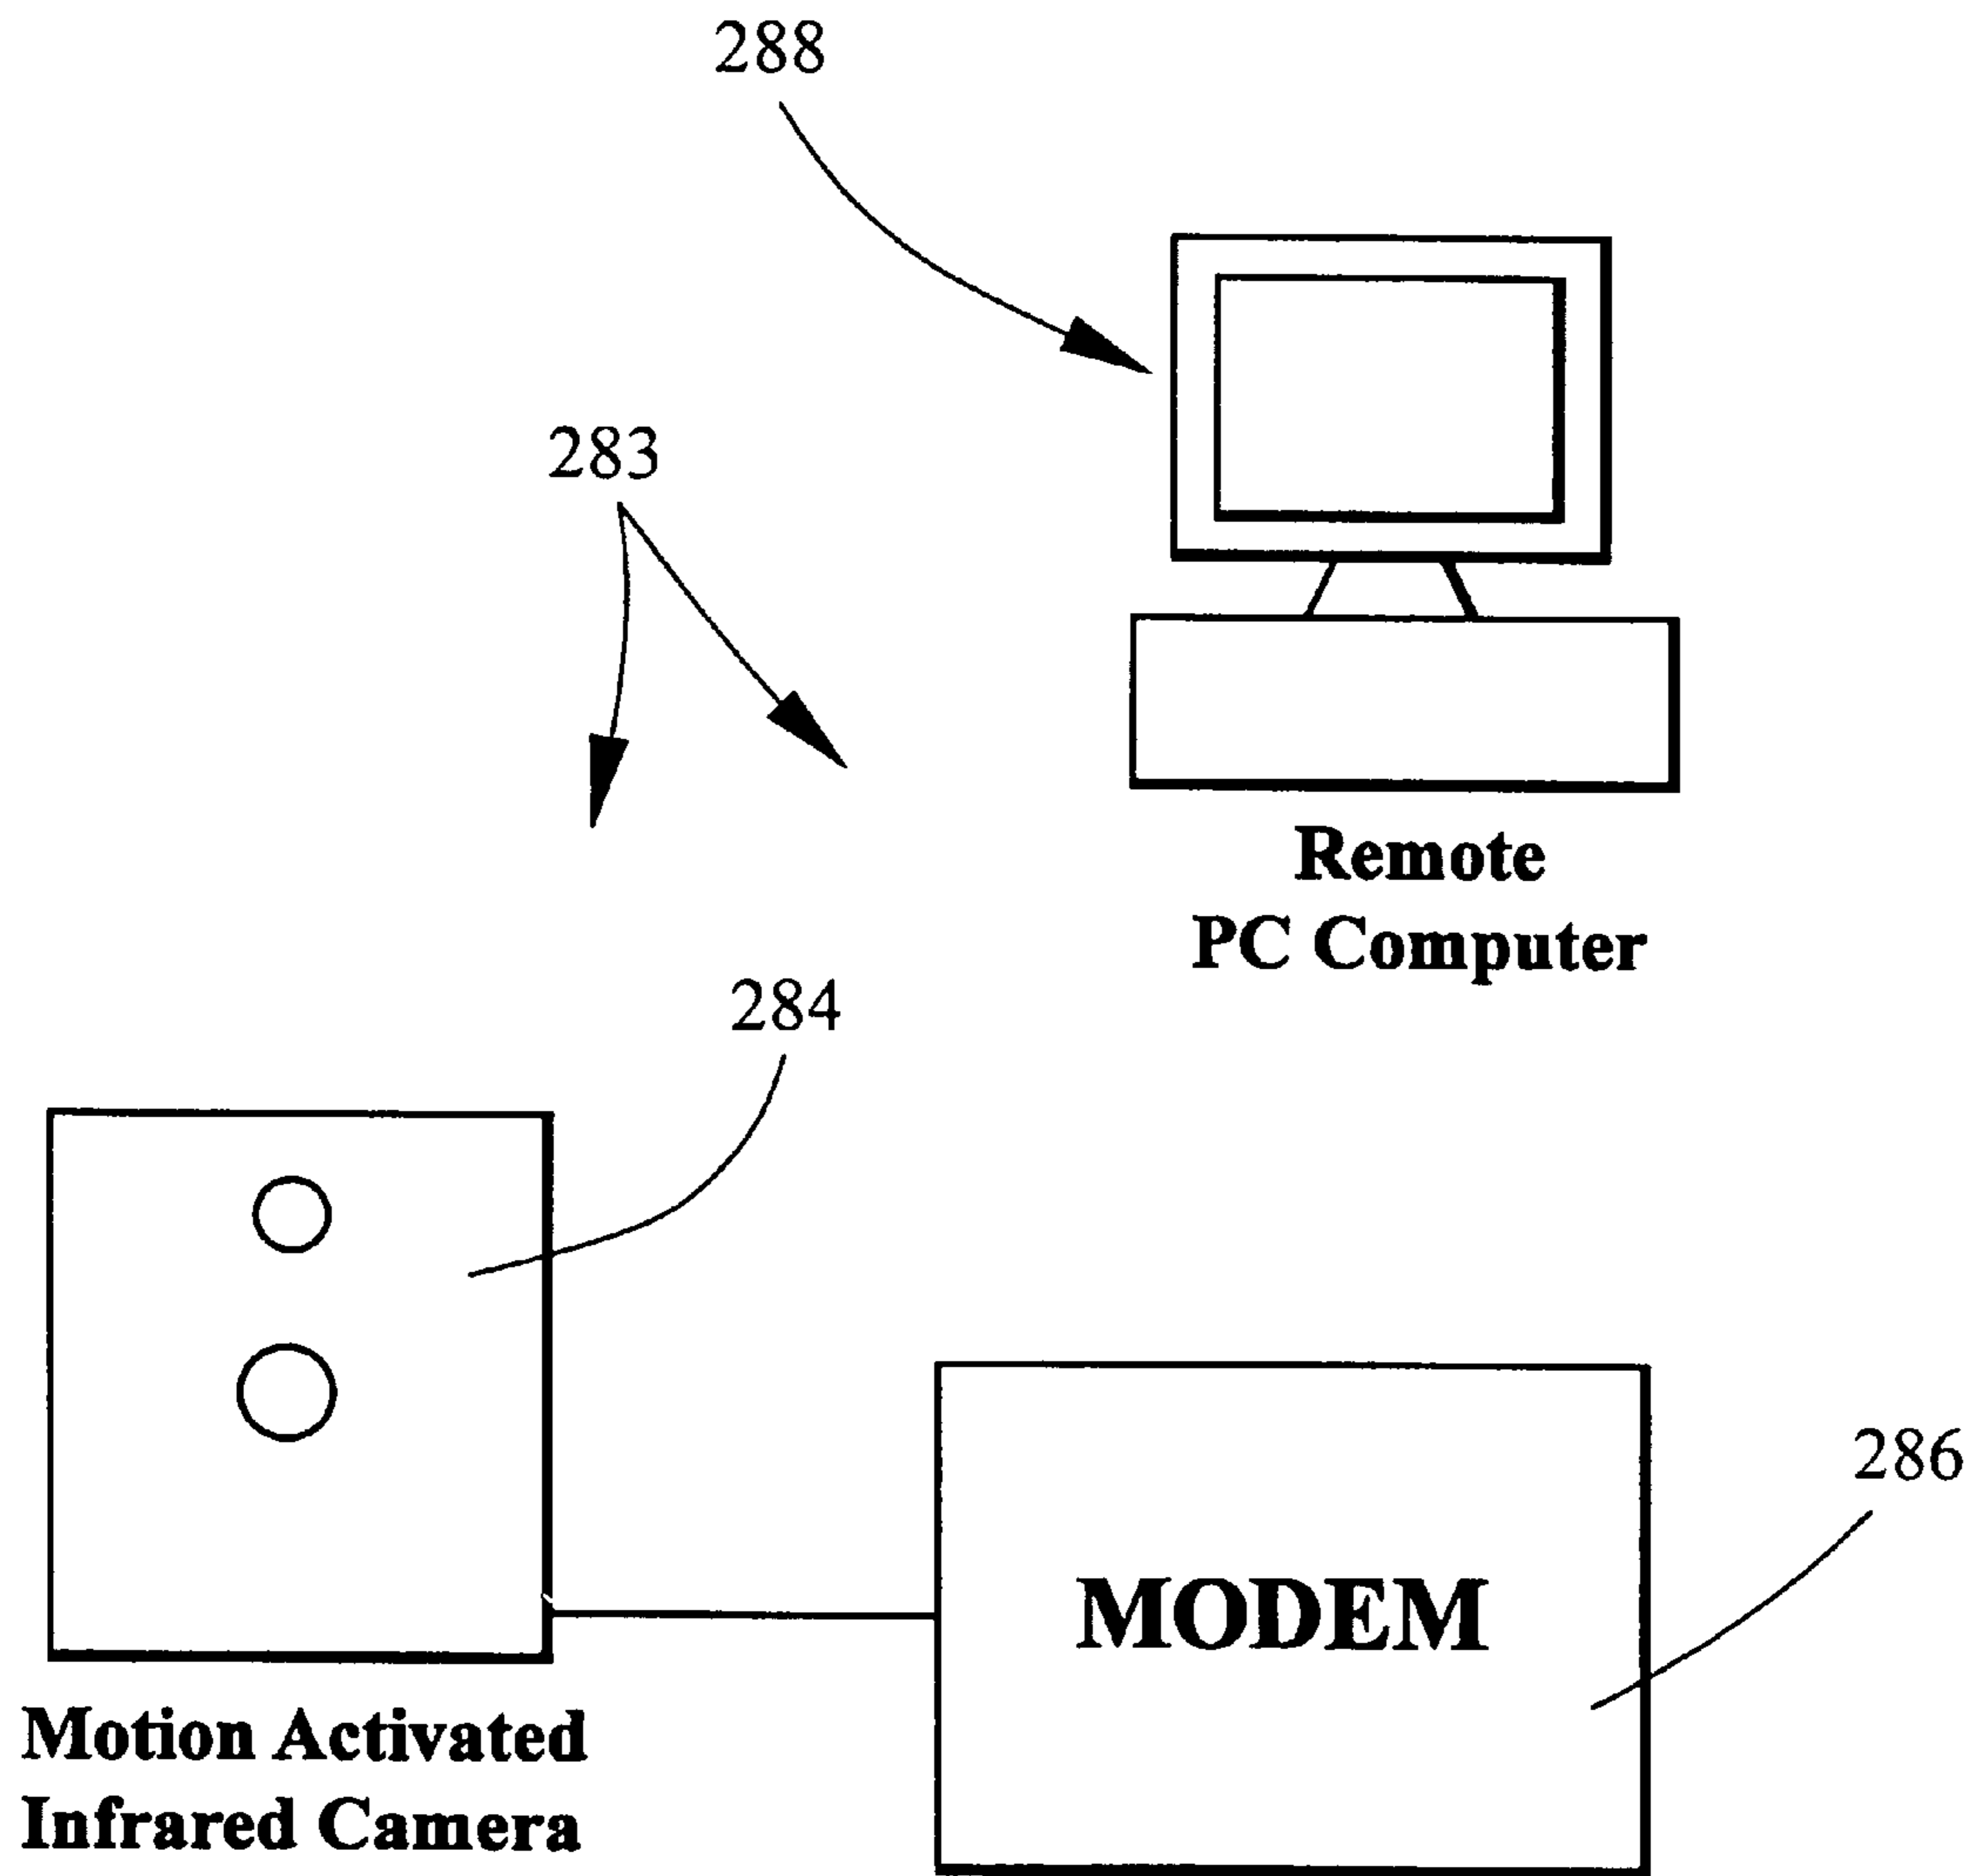 288
283
Remote
PC Computer
284
286
MODEM
Motion Activated
Infrared Camera